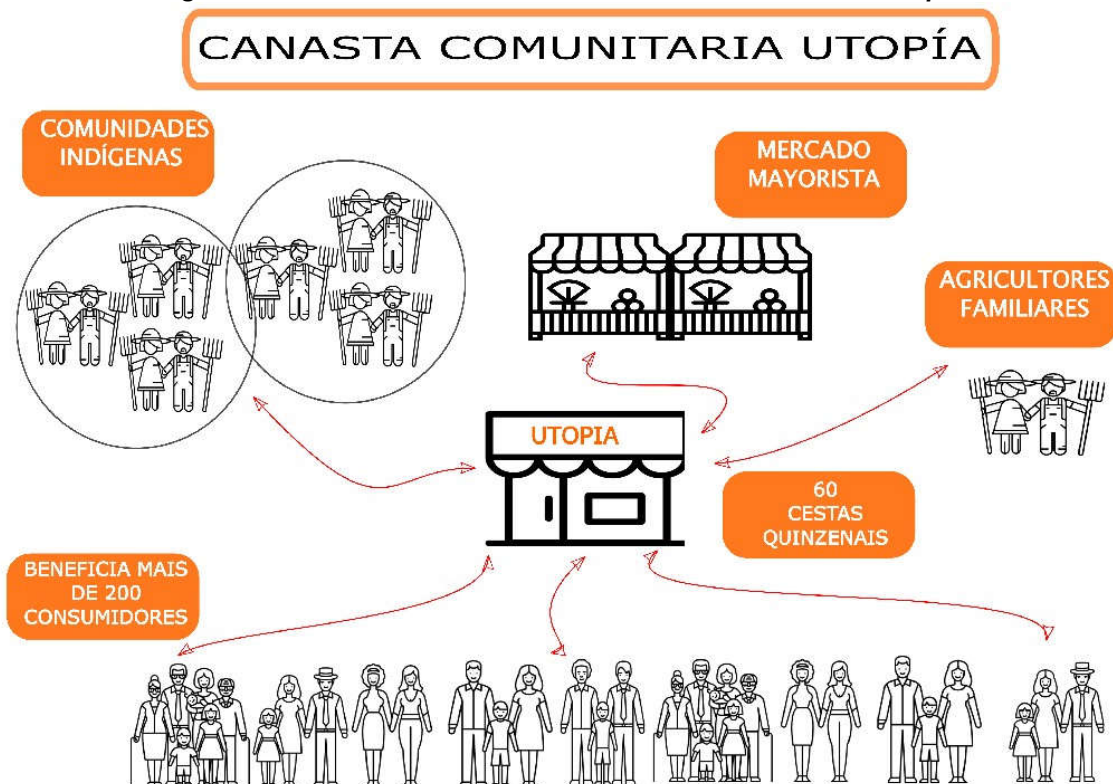 CANASTA COMUNITARIA UTOPÍA
COMUNIDADES
INDÍGENAS
MERCADO
MAYORISTA
AGRICULTORES
FAMILIARES
UTOPIA
60
CESTAS
QUINZENAIS
BENEFICIA MAIS
DE 200
CONSUMIDORES